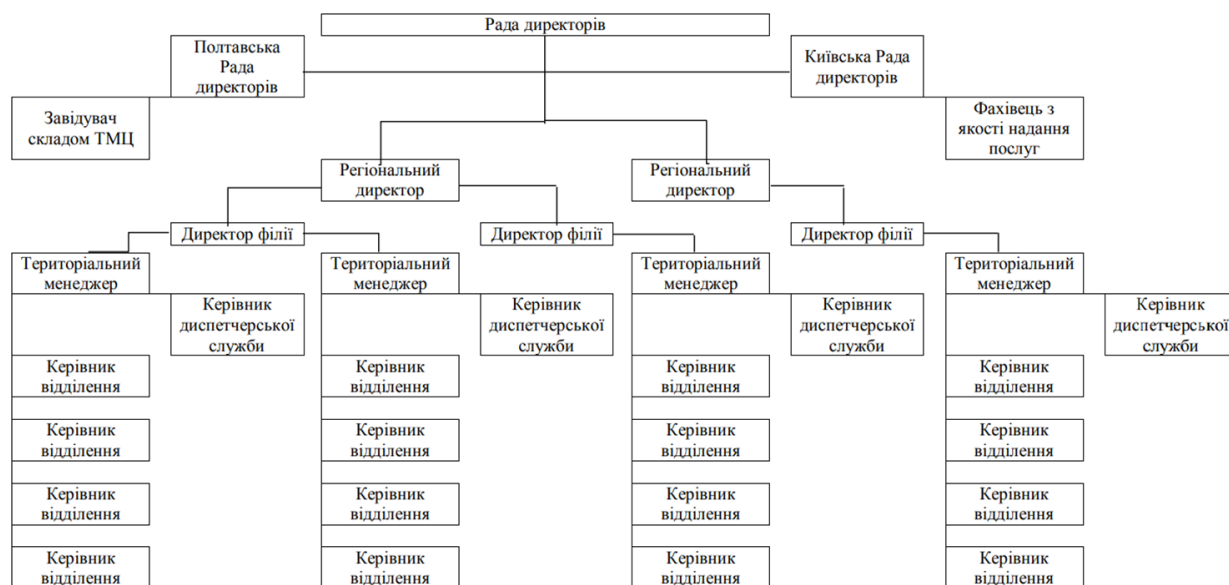 Рада директорів
Полтавська
Рада
директорів
Київська Рада
директорів
Завідувач
складом ТМЦ
Фахівець з
якості надання
послуг
Регіональний
директор
Регіональний
директор
Директор філії
Директор філії
Директор філії
Територіальний
менеджер
Територіальний
менеджер
Територіальний
менеджер
Територіальний
менеджер
Керівник
диспетчерської
служби
Керівник
диспетчерської
служби
Керівник
диспетчерської
служби
Керівник
диспетчерської
служби
Керівник
відділення
Керівник
відділення
Керівник
відділення
Керівник
відділення
Керівник
відділення
Керівник
відділення
Керівник
відділення
Керівник
відділення
Керівник
відділення
Керівник
відділення
Керівник
відділення
Керівник
відділення
Керівник
відділення
Керівник
відділення
Керівник
відділення
Керівник
відділення